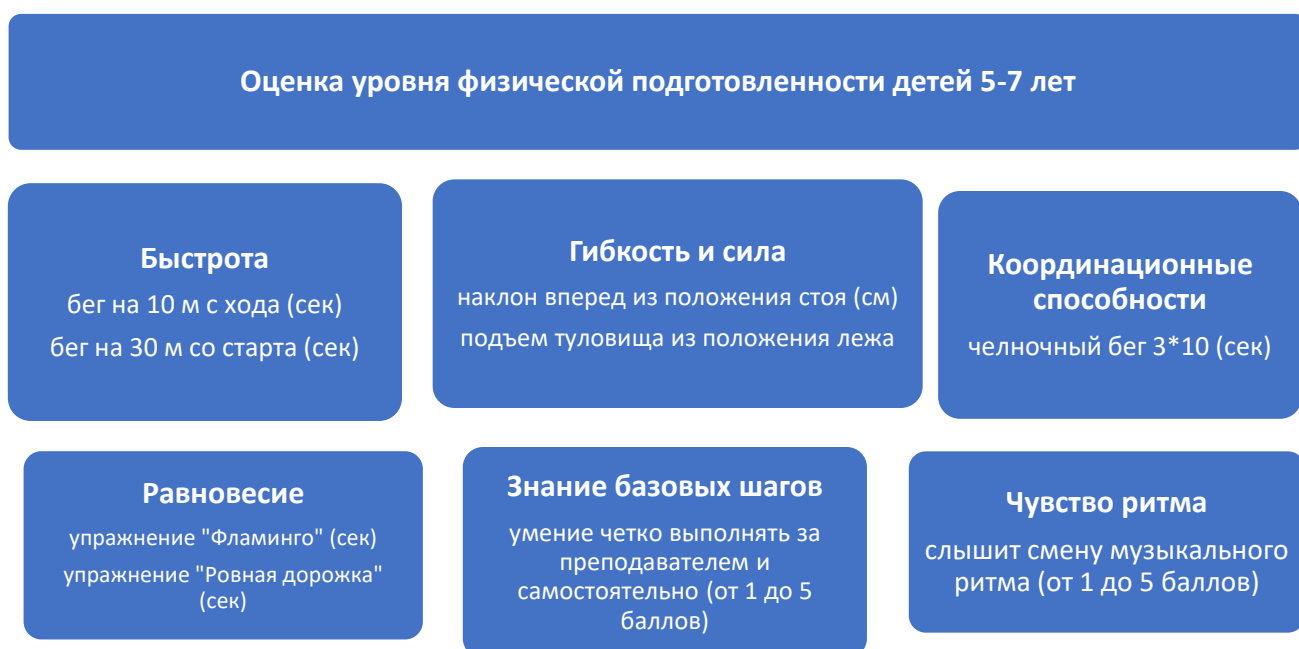 Оценка уровня физической подготовленности детей 5-7 лет
Быстрота
бег на 10 м с хода (сек)
бег на 30 м со старта (сек)
Гибкость и сила
наклон вперед из положения стоя (см)
подъем туловища из положения лежа
Координационные
способности
челночный бег 3*10 (сек)
Равновесие
упражнение "Фламинго" (сек)
упражнение "Ровная дорожка"
(сек)
Знание базовых шагов
умение четко выполнять за
преподавателем и
самостоятельно (от 1 до 5
баллов)
Чувство ритма
слышит смену музыкального
ритма (от 1 до 5 баллов)